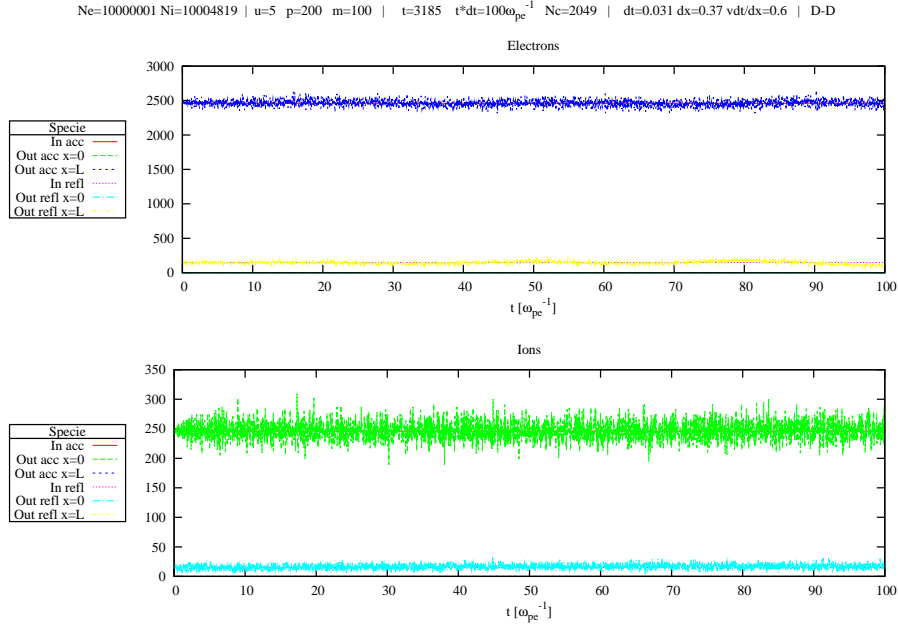 Ne=10000001 Ni=10004819 | u=5 p=200 m=100 | t=3185 t*dt=100ωpe⁻¹ Nc=2049 | dt=0.031 dx=0.37 vdt/dx=0.6 | D-D
Electrons
3000
2500
2000
1500
1000
500
0
0 10 20 30 40 50 60 70 80 90 100
t [ωpe⁻¹]
Specie
In acc
Out acc x=0
Out acc x=L
In refl
Out refl x=0
Out refl x=L
Ions
350
300
250
200
150
100
50
0
0 10 20 30 40 50 60 70 80 90 100
t [ωpe⁻¹]
Specie
In acc
Out acc x=0
Out acc x=L
In refl
Out refl x=0
Out refl x=L